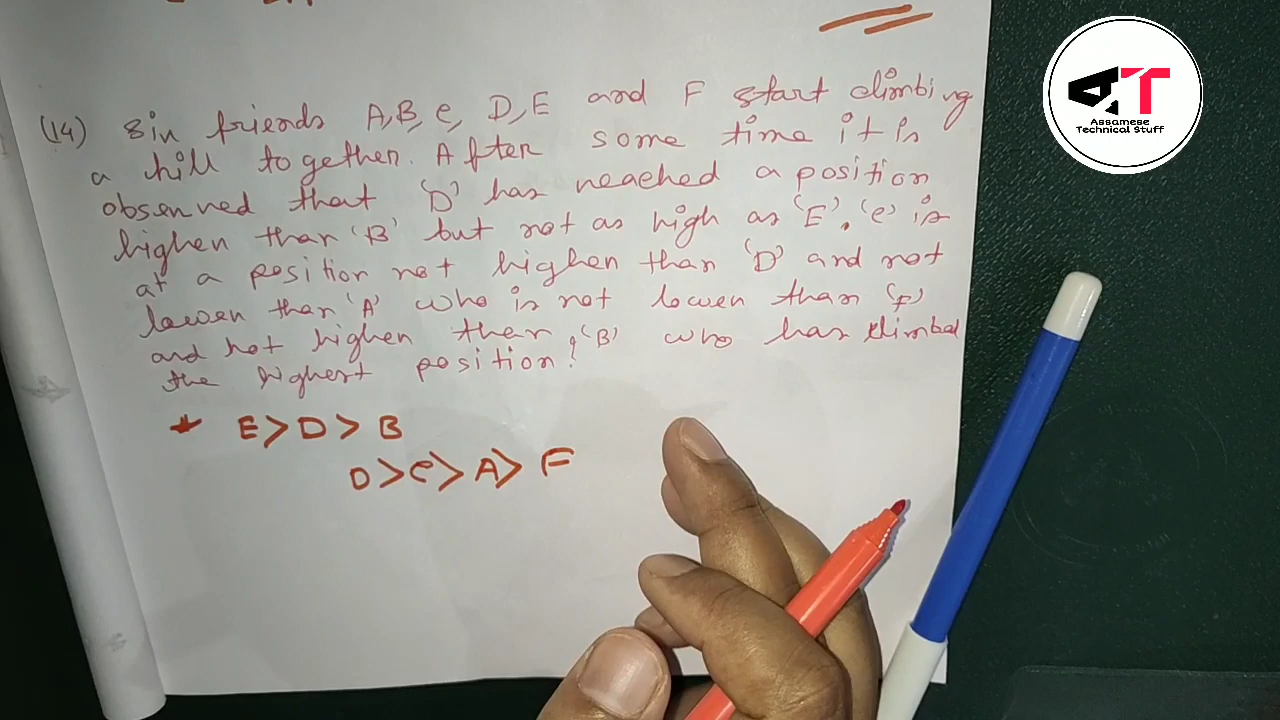 AT
Assamese
Technical Stuff
(14) Six friends A, B, C, D, E and F start climbing
a hill together. After some time it is
observed that 'D' has reached a position
higher than 'B' but not as high as 'E'. 'C' is
at a position not higher than 'D' and not
lower than 'A' who is not lower than 'F'
and not higher than 'B' who has climbed
the highest position?
* E > D > B
D > C > A > F